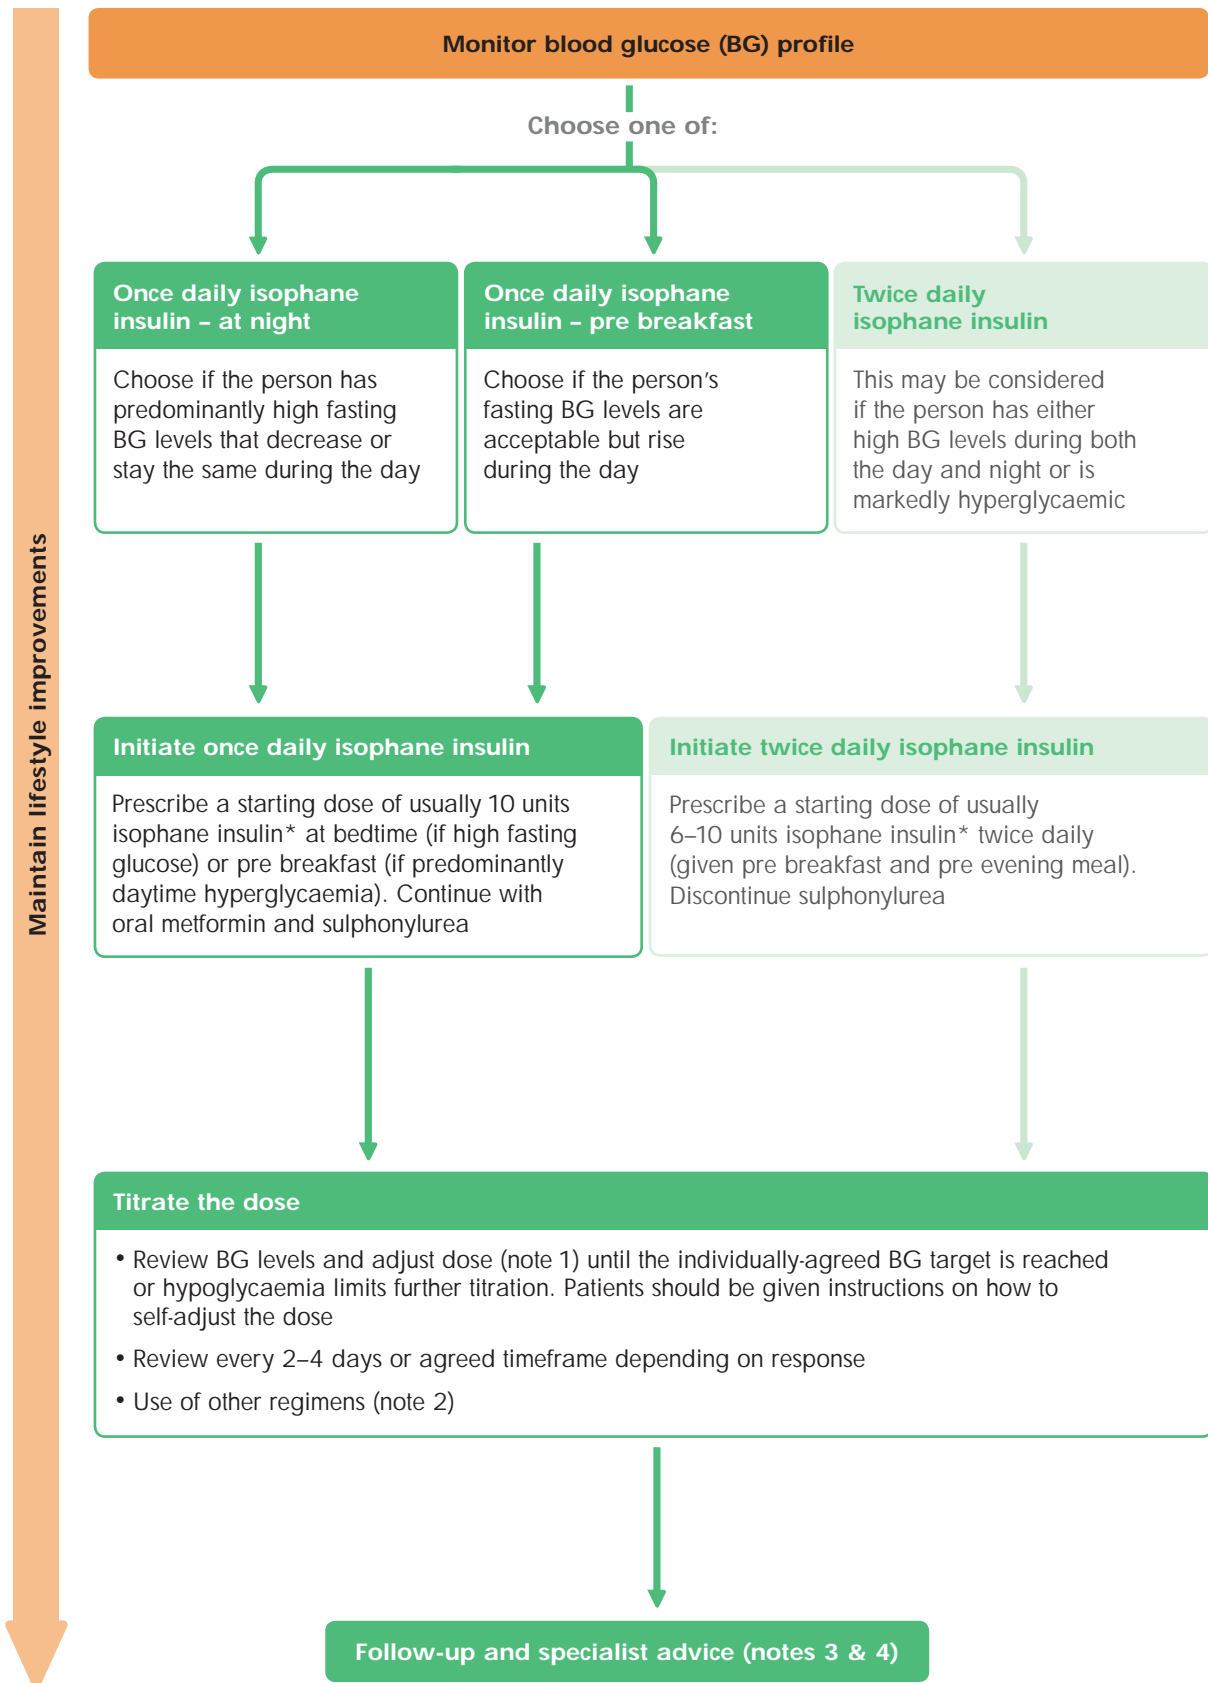 Monitor blood glucose (BG) profile
Choose one of:
Once daily isophane
insulin – at night
Choose if the person has
predominantly high fasting
BG levels that decrease or
stay the same during the day
Once daily isophane
insulin – pre breakfast
Choose if the person's
fasting BG levels are
acceptable but rise
during the day
Twice daily
isophane insulin
This may be considered
if the person has either
high BG levels during both
the day and night or is
markedly hyperglycaemic
Maintain lifestyle improvements
Initiate once daily isophane insulin
Prescribe a starting dose of usually 10 units
isophane insulin* at bedtime (if high fasting
glucose) or pre breakfast (if predominantly
daytime hyperglycaemia). Continue with
oral metformin and sulphonylurea
Initiate twice daily isophane insulin
Prescribe a starting dose of usually
6–10 units isophane insulin* twice daily
(given pre breakfast and pre evening meal).
Discontinue sulphonylurea
Titrate the dose
• Review BG levels and adjust dose (note 1) until the individually-agreed BG target is reached
or hypoglycaemia limits further titration. Patients should be given instructions on how to
self-adjust the dose
• Review every 2–4 days or agreed timeframe depending on response
• Use of other regimens (note 2)
Follow-up and specialist advice (notes 3 & 4)